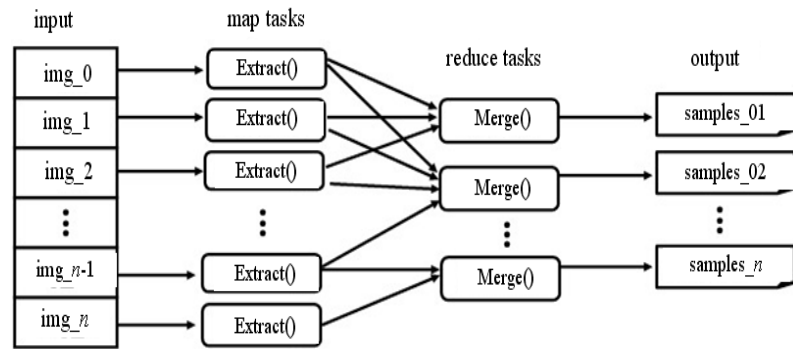 input
map tasks
reduce tasks
output
img_0
Extract()
img_1
Extract()
Merge()
samples_01
img_2
Extract()
Merge()
samples_02
img_n-1
Extract()
Merge()
samples_n
img_n
Extract()